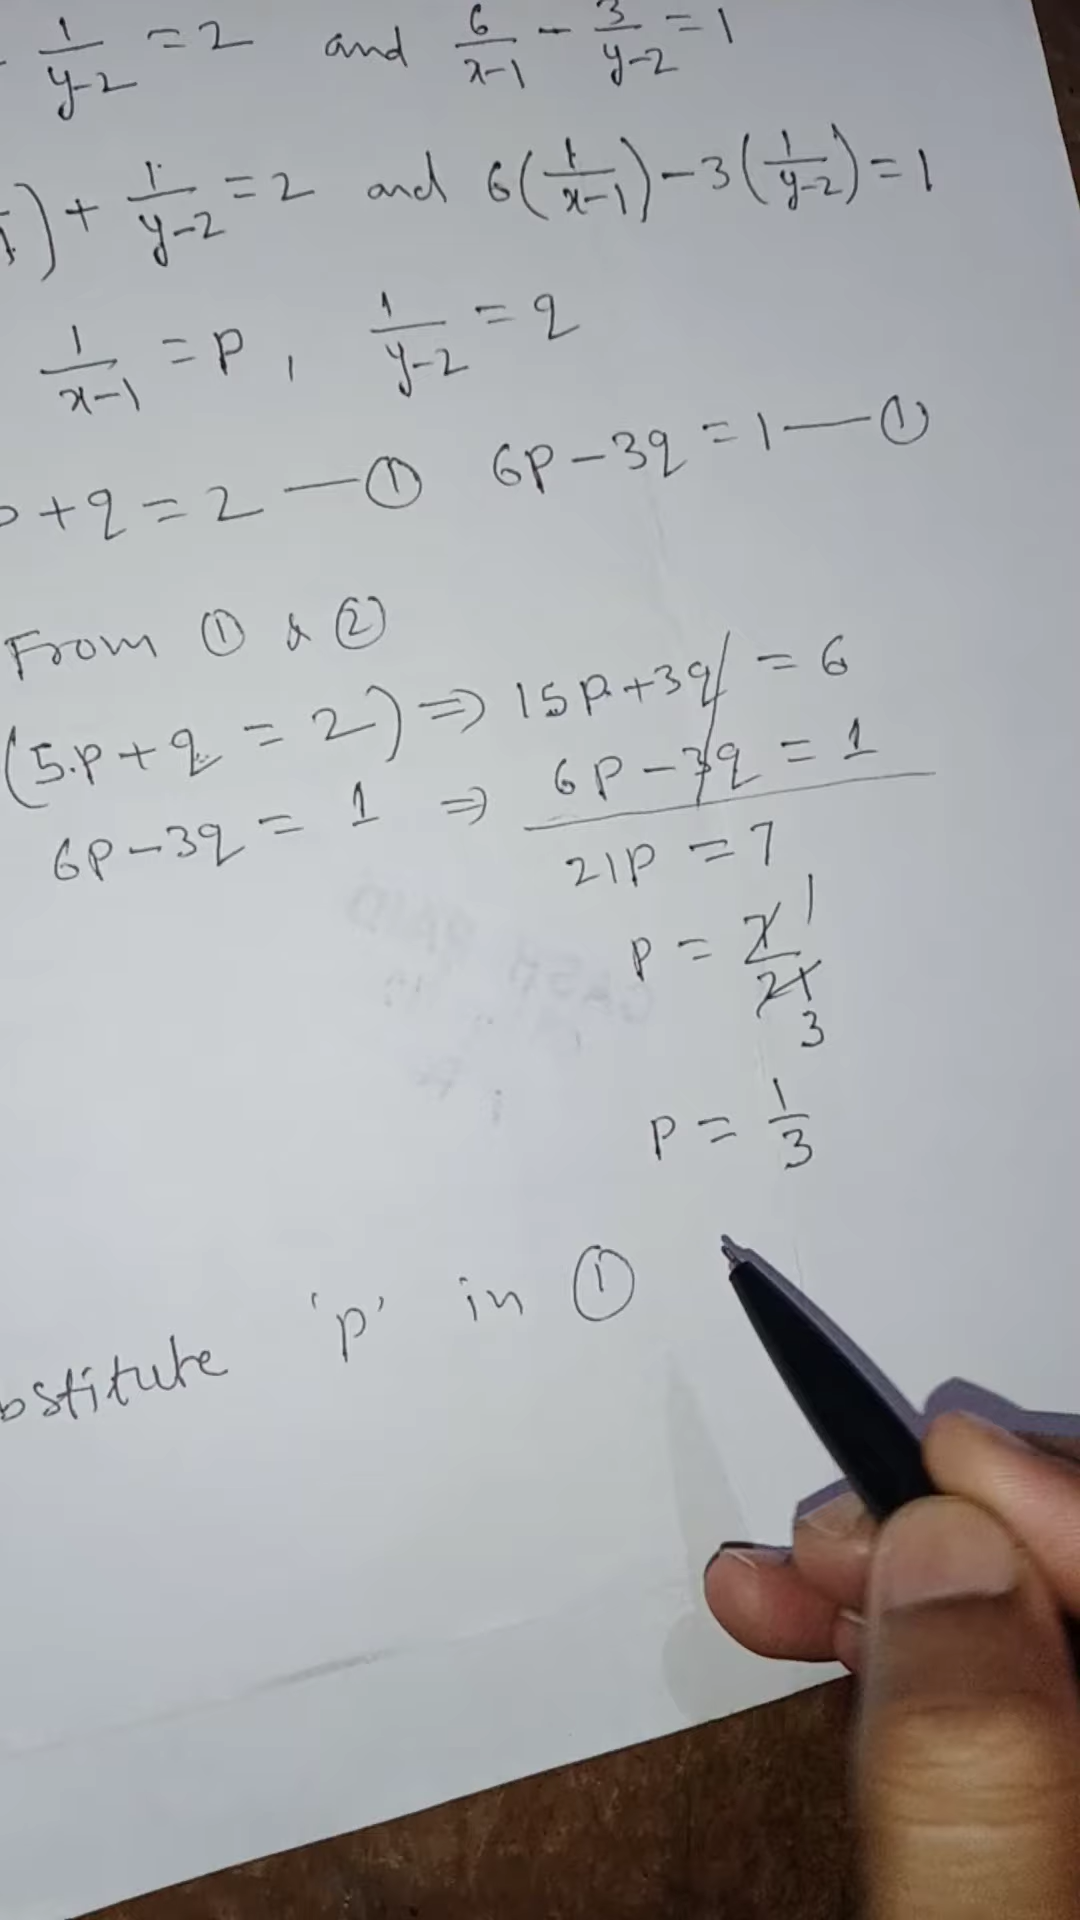 1/(y-2) = 2 and 6/(x-1) - 3/(y-2) = 1
) + 1/(y-2) = 2 and 6(1/(x-1)) - 3(1/(y-2)) = 1
1/(x-1) = p, 1/(y-2) = q
+ q = 2 — ① 6p - 3q = 1 — ①
From ① & ②
(5p + q = 2) ⇒ 15p + 3q = 6
6p - 3q = 1 ⇒ 6p - 3q = 1
21p = 7
p = 7/21 1 3
p = 1/3
bstitute 'p' in ①